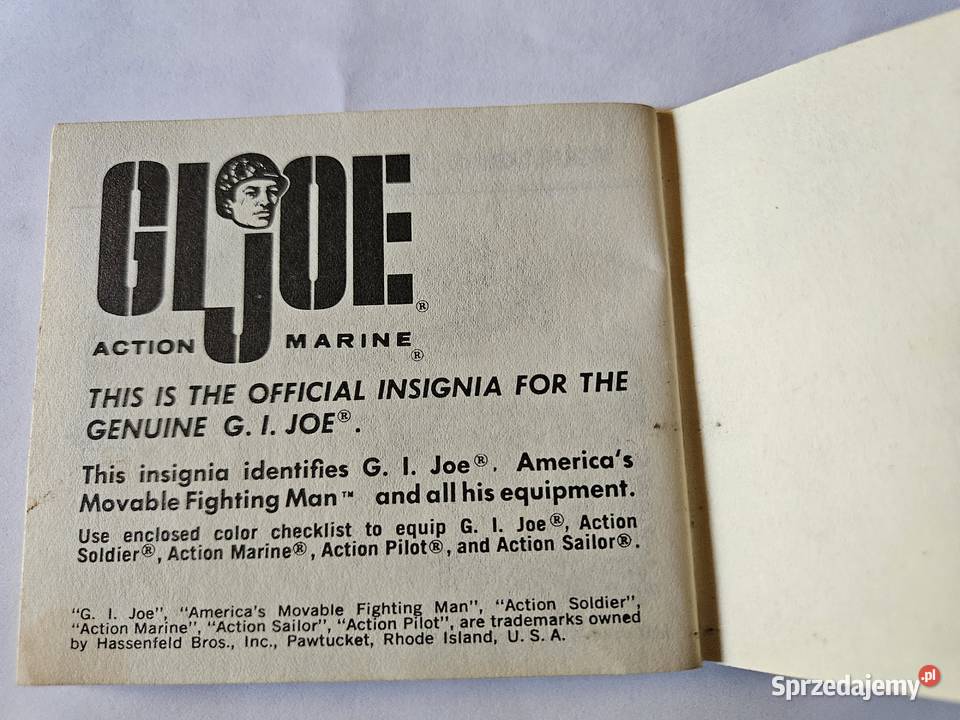 G.I. JOE®
ACTION MARINE®
THIS IS THE OFFICIAL INSIGNIA FOR THE
GENUINE G. I. JOE®.
This insignia identifies G. I. Joe®. America's
Movable Fighting Man™ and all his equipment.
Use enclosed color checklist to equip G. I. Joe®, Action
Soldier®, Action Marine®, Action Pilot®, and Action Sailor®.
"G. I. Joe", "America's Movable Fighting Man", "Action Soldier",
"Action Marine", "Action Sailor", "Action Pilot", are trademarks owned
by Hassenfeld Bros., Inc., Pawtucket, Rhode Island, U. S. A.
Sprzedajemy.pl